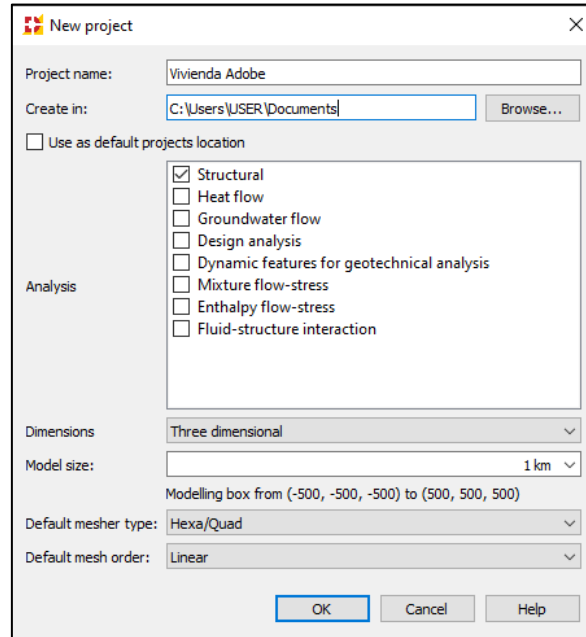 New project
Project name: Vivienda Adobe
Create in: C:\Users\USER\Documents Browse...
Use as default projects location
Analysis
Structural
Heat flow
Groundwater flow
Design analysis
Dynamic features for geotechnical analysis
Mixture flow-stress
Enthalpy flow-stress
Fluid-structure interaction
Dimensions Three dimensional
Model size: 1 km
Modelling box from (-500, -500, -500) to (500, 500, 500)
Default mesher type: Hexa/Quad
Default mesh order: Linear
OK Cancel Help